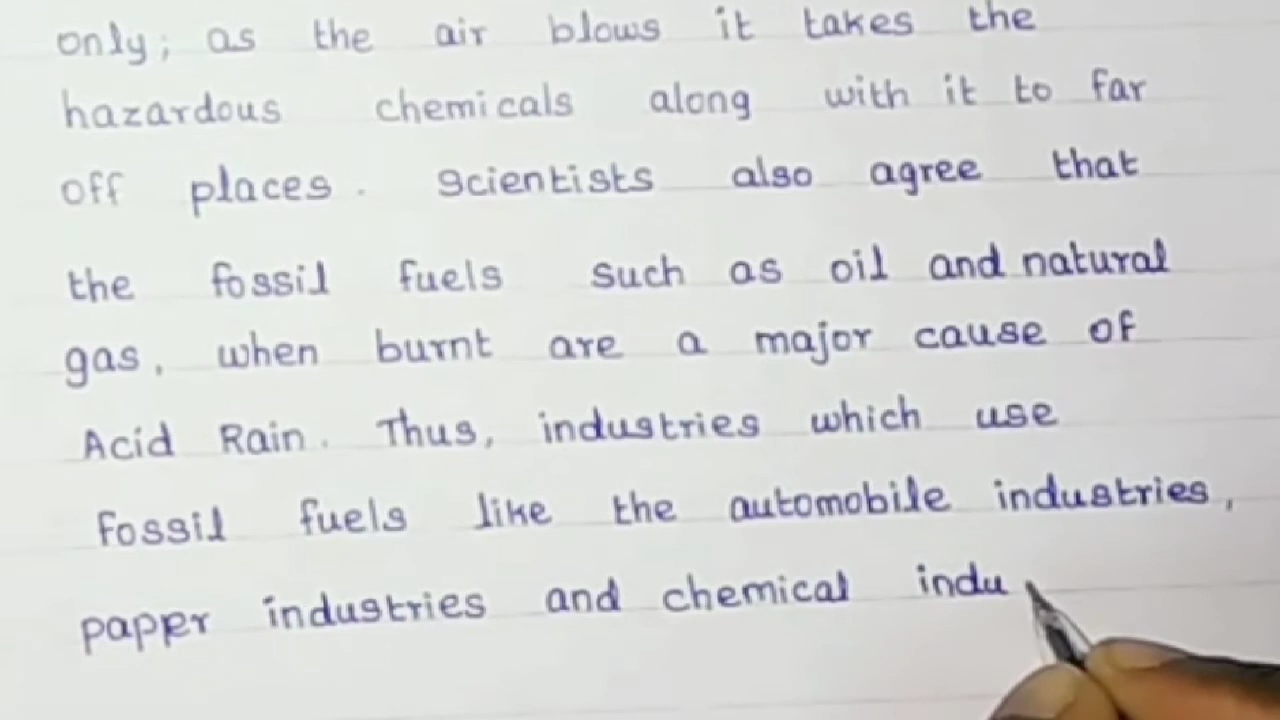 only; as the air blows it takes the
hazardous chemicals along with it to far
off places. Scientists also agree that
the fossil fuels such as oil and natural
gas, when burnt are a major cause of
Acid Rain. Thus, industries which use
Fossil fuels like the automobile industries,
paper industries and chemical indu